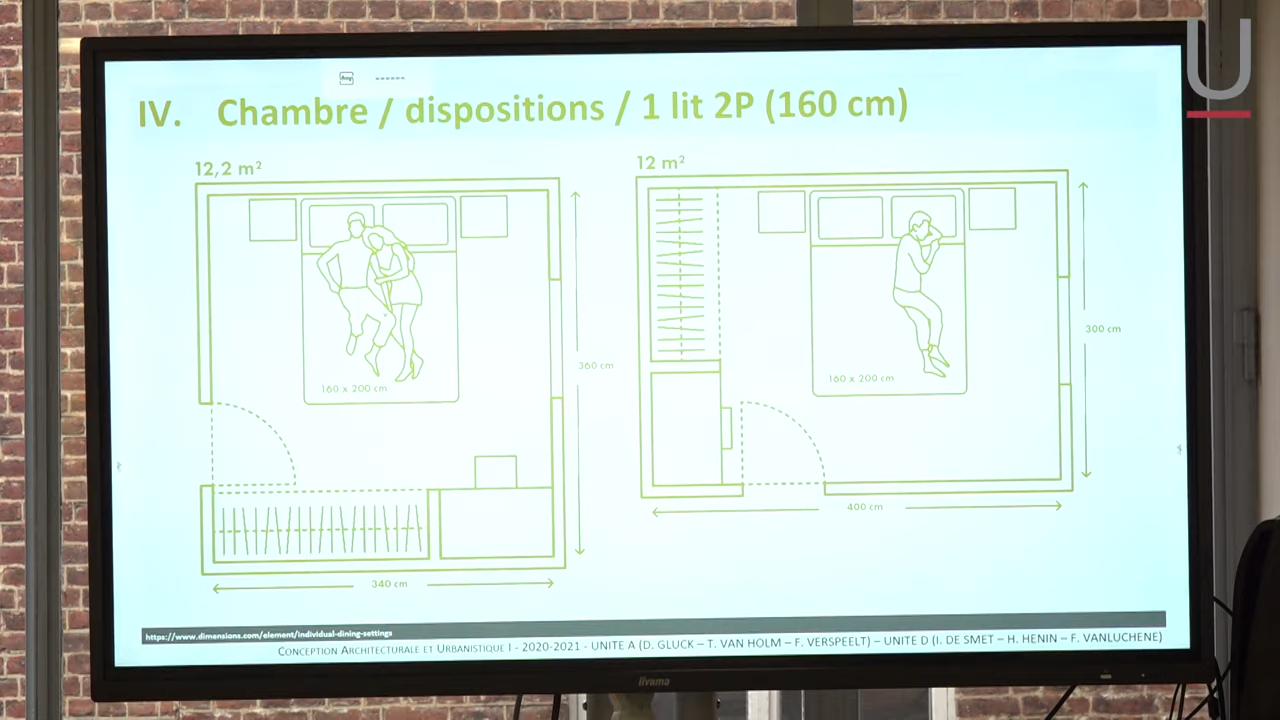 IV. Chambre / dispositions / 1 lit 2P (160 cm)
12,2 m²
12 m²
160 x 200 cm
360 cm
340 cm
160 x 200 cm
300 cm
400 cm
https://www.dimensions.com/element/individual-dining-settings
CONCEPTION ARCHITECTURALE ET URBANISTIQUE I - 2020-2021 - UNITE A (D. GLUCK – T. VAN HOLM – F. VERSPEELT) – UNITE D (I. DE SMET – H. HENIN – F. VANLUCHENE)
iiyama
U